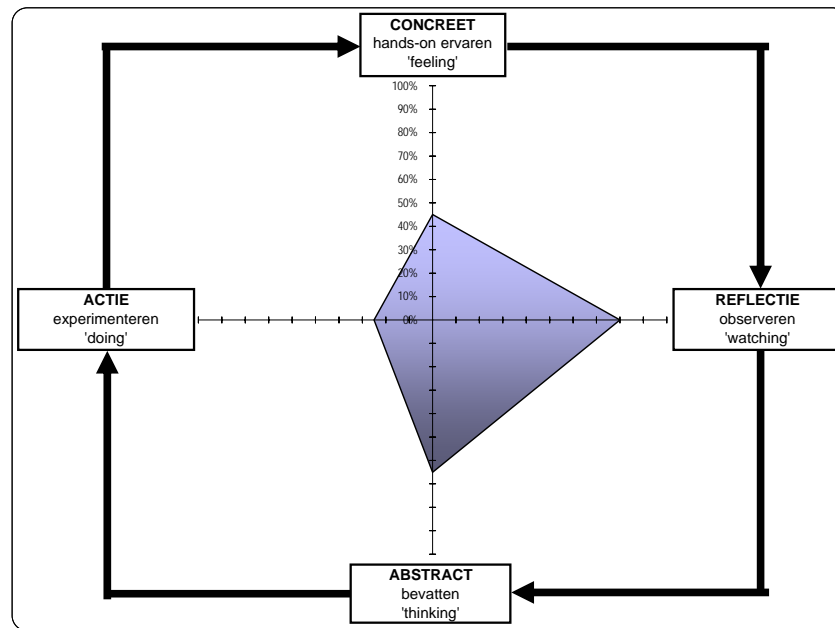 CONCREET
hands-on ervaren
'feeling'
100%
90%
80%
70%
60%
50%
40%
30%
20%
10%
0%
ACTIE
experimenteren
'doing'
REFLECTIE
observeren
'watching'
ABSTRACT
bevatten
'thinking'